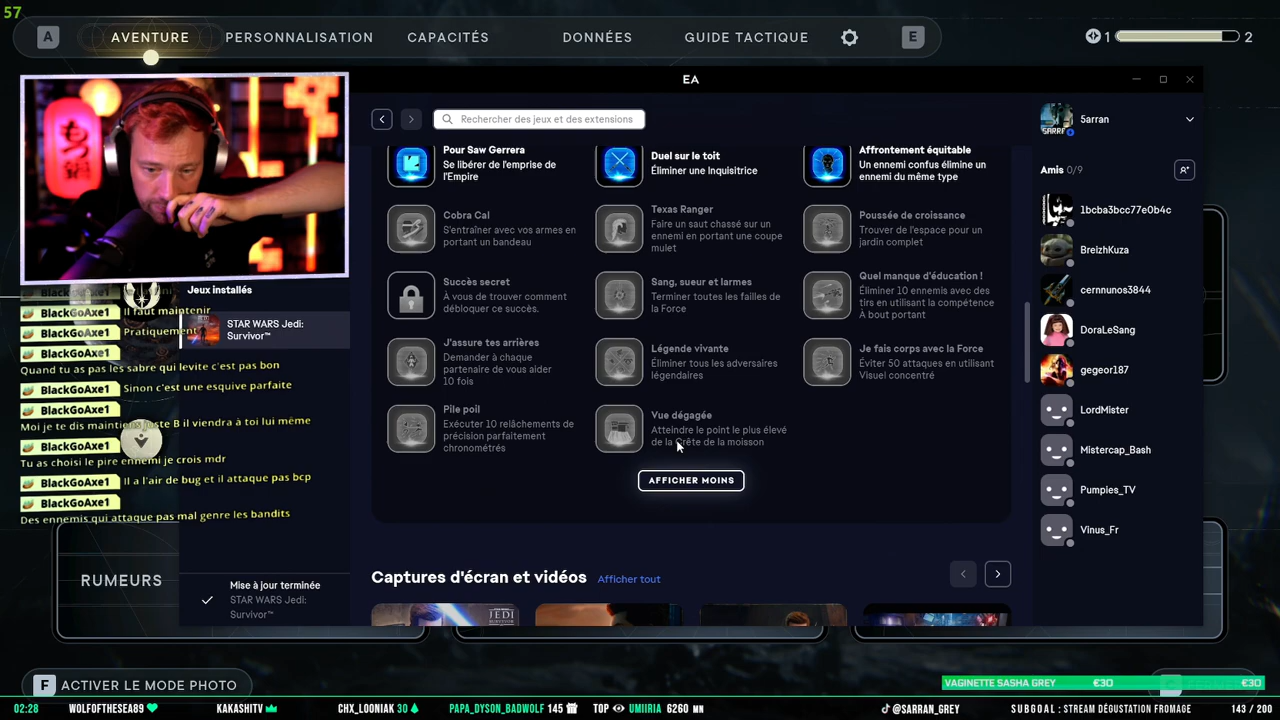 57
A
AVENTURE
PERSONNALISATION
CAPACITÉS
DONNÉES
GUIDE TACTIQUE
E
1
2
EA
Rechercher des jeux et des extensions
Sarran
Amis 0/9
1bcba3bcc77e0b4c
BreizhKuza
cernnunos3844
DoraLeSang
gegeor187
LordMister
Mistercap_Bash
Pumpies_TV
Vinus_Fr
Pour Saw Gerrera
Se libérer de l'emprise de
l'Empire
Duel sur le toit
Éliminer une Inquisitrice
Affrontement équitable
Un ennemi confus élimine un
ennemi du même type
Cobra Cal
S'entraîner avec vos armes en
portant un bandeau
Texas Ranger
Faire un saut chassé sur un
ennemi en portant une coupe
mulet
Poussée de croissance
Trouver de l'espace pour un
jardin complet
Succès secret
À vous de trouver comment
débloquer ce succès.
Sang, sueur et larmes
Terminer toutes les failles de
la Force
Quel manque d'éducation !
Éliminer 10 ennemis avec des
tirs en utilisant la compétence
À bout portant
J'assure tes arrières
Demander à chaque
partenaire de vous aider
10 fois
Légende vivante
Éliminer tous les adversaires
légendaires
Je fais corps avec la Force
Éviter 50 attaques en utilisant
Visuel concentré
Pile poil
Exécuter 10 relâchements de
précision parfaitement
chronométrés
Vue dégagée
Atteindre le point le plus élevé
de la Crête de la moisson
AFFICHER MOINS
Captures d'écran et vidéos
Afficher tout
Jeux installés
STAR WARS Jedi:
Survivor™
Mise à jour terminée
STAR WARS Jedi:
Survivor™
BlackGoAxe1 Il faut maintenir
BlackGoAxe1 Pratiquement
BlackGoAxe1
Quand tu as pas les sabre qui levite c'est pas bon
BlackGoAxe1 Sinon c'est une esquive parfaite
BlackGoAxe1
Moi je te dis maintiens juste B il viendra à toi lui même
BlackGoAxe1
Tu as choisi le pire ennemi je crois mdr
BlackGoAxe1 Il a l'air de bug et il attaque pas bcp
BlackGoAxe1
Des ennemis qui attaque pas mal genre les bandits
RUMEURS
F
ACTIVER LE MODE PHOTO
VAGINETTE SASHA GREY €30
€30
02:28
WOLFOFTHESEA89
KAKASHITV
CHX_LOONIAK 30
PAPA_DYSON_BADWOLF 145
TOP UMIIRIA 6260 MN
@SARRAN_GREY
SUBGOAL : STREAM DÉGUSTATION FROMAGE
143 / 200